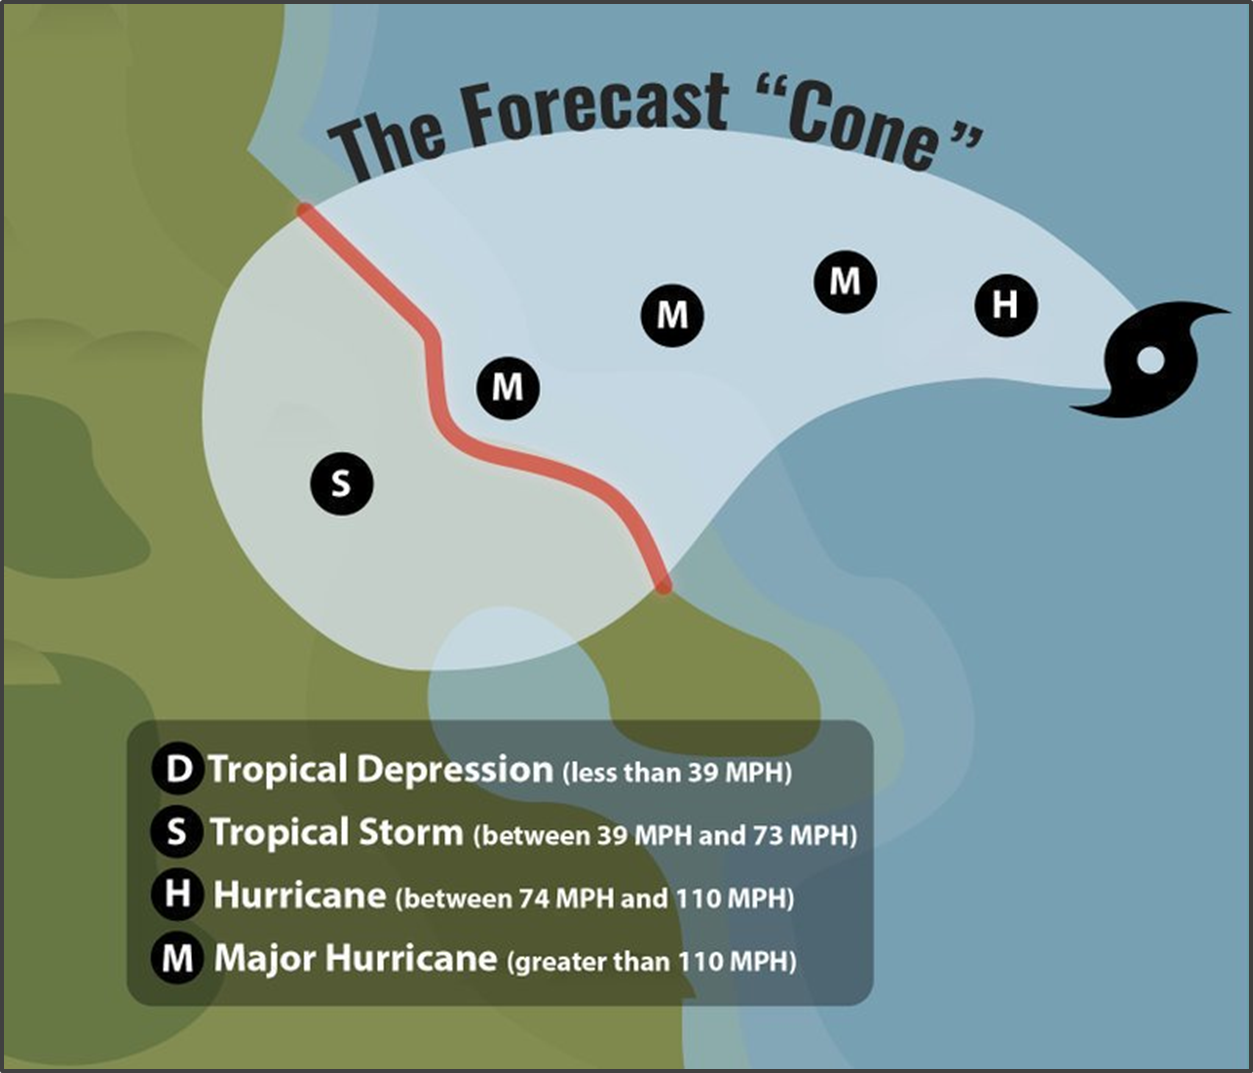 The Forecast “Cone”
M
H
M
M
S
D Tropical Depression (less than 39 MPH)
S Tropical Storm (between 39 MPH and 73 MPH)
H Hurricane (between 74 MPH and 110 MPH)
M Major Hurricane (greater than 110 MPH)